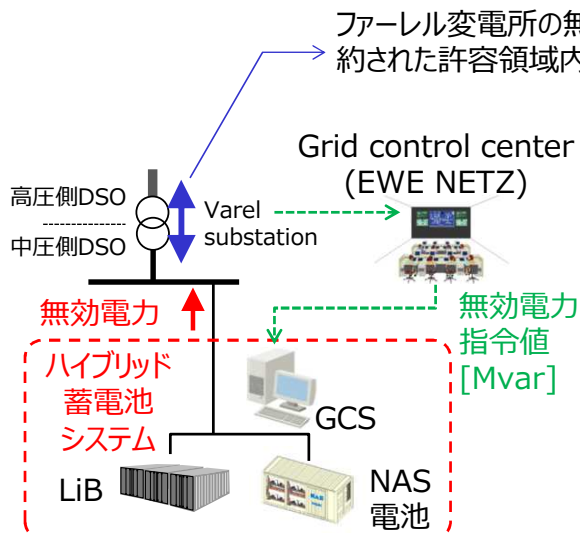 ファーレル変電所の無
約された許容領域内
Grid control center
(EWE NETZ)
高圧側DSO
中圧側DSO
Varel
substation
無効電力
無効電力
指令値
[Mvar]
ハイブリッド
蓄電池
システム
GCS
LiB
NAS
電池